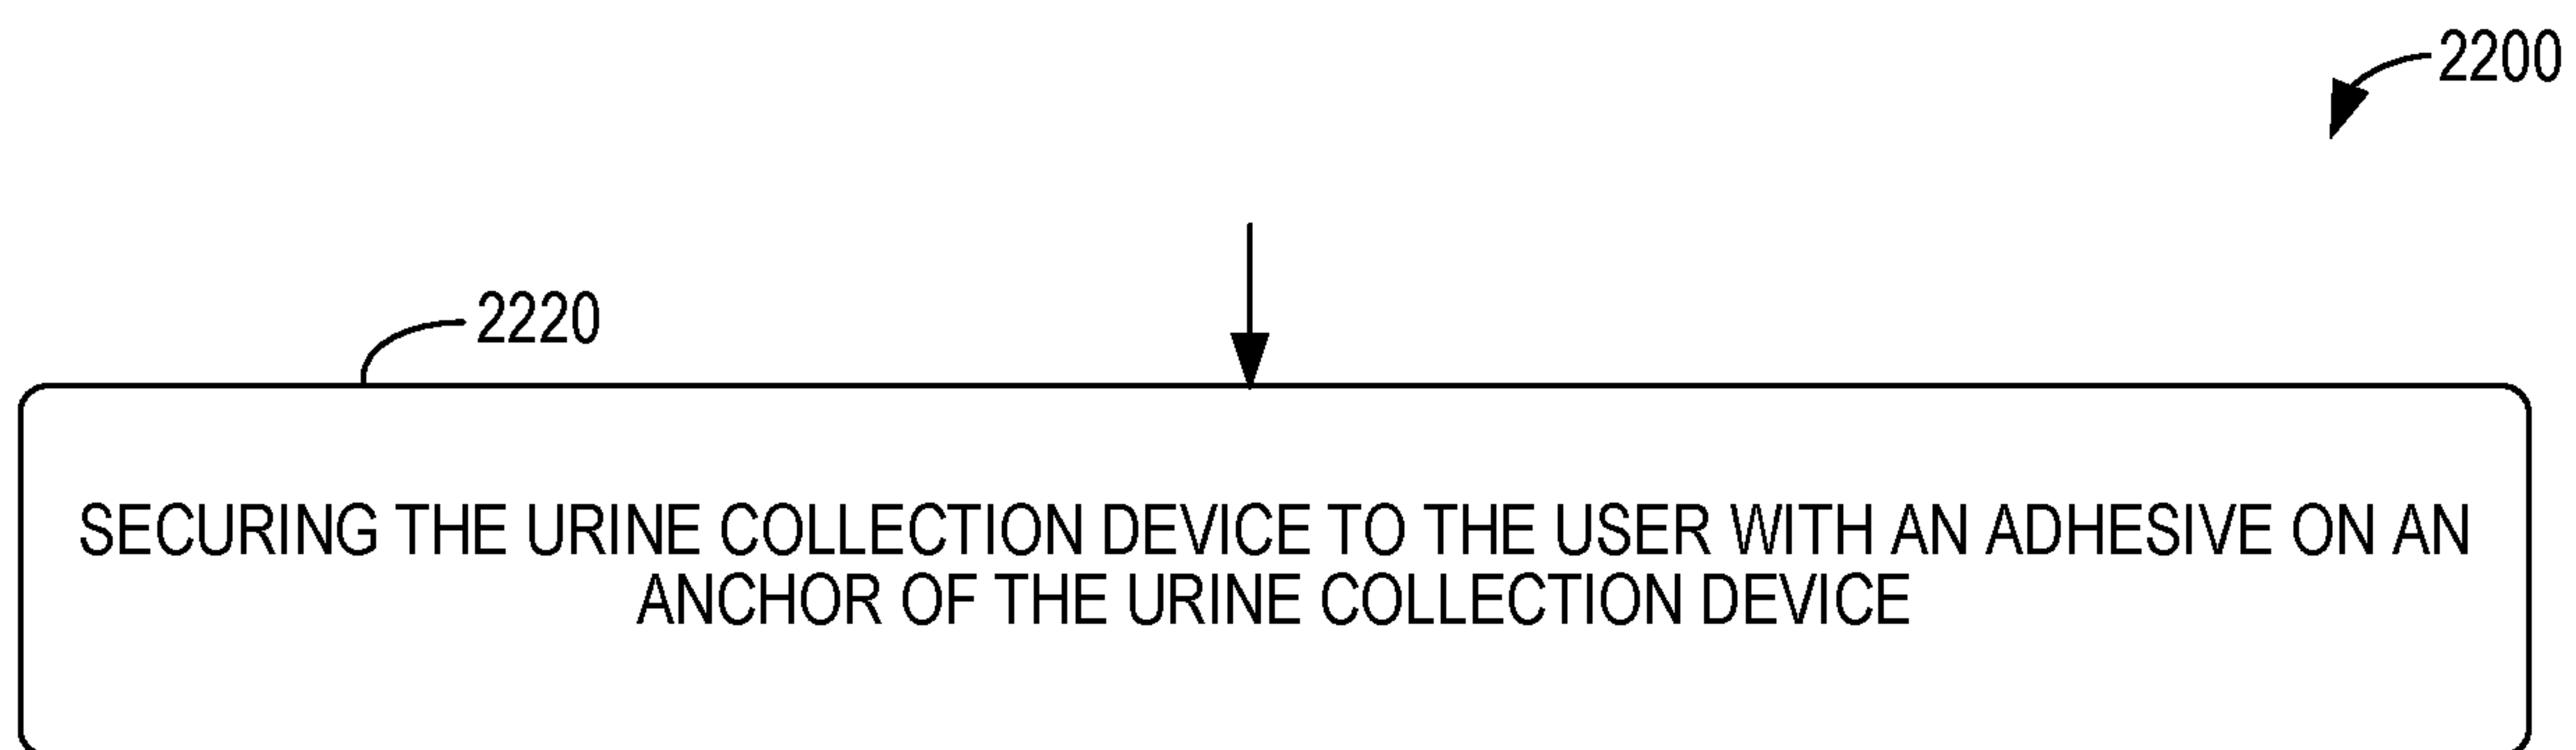 2200
2220
SECURING THE URINE COLLECTION DEVICE TO THE USER WITH AN ADHESIVE ON AN
ANCHOR OF THE URINE COLLECTION DEVICE